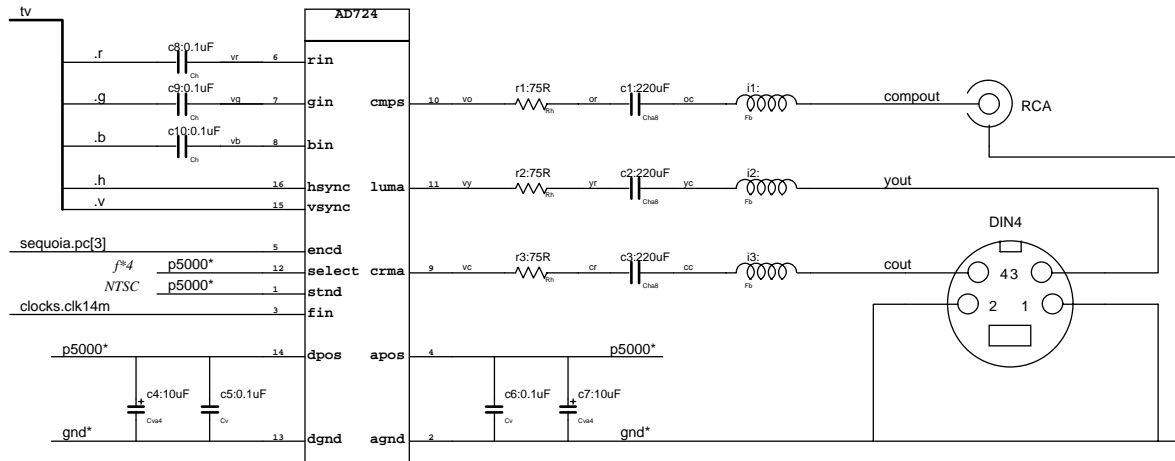 tv
AD724
.r c8:0.1uF Ch vr 6 rin
.g c9:0.1uF Ch vg 7 gin
.b c10:0.1uF Ch vb 8 bin
.h 16 hsync
.v 15 vsync
cmps 10 vo r1:75R Rh or c1:220uF Cha8 oc i1: Fb compout RCA
luma 11 vy r2:75R Rh yr c2:220uF Cha8 yc i2: Fb yout
DIN4
sequoia.pc[3] 5 encd
f*4 p5000* 12 select
crma 9 vc r3:75R Rh cr c3:220uF Cha8 cc i3: Fb cout
4 3
NTSC p5000* 1 stnd
clocks.clk14m 3 fin
2 1
p5000* 14 dpos
apos 4 p5000*
c4:10uF + Cva4 c5:0.1uF Cv
c6:0.1uF Cv c7:10uF + Cva4
gnd* 13 dgnd
agnd 2 gnd*